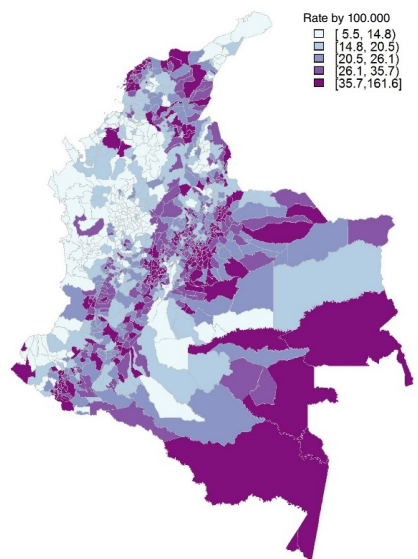 Rate by 100.000
[ 5.5, 14.8)
[14.8, 20.5)
[20.5, 26.1)
[26.1, 35.7)
[35.7,161.6]